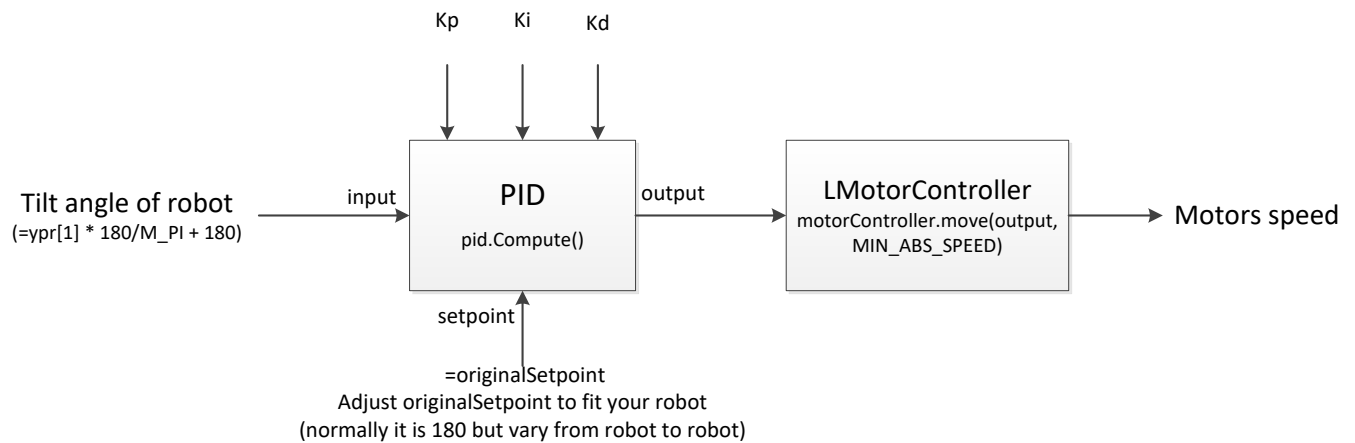 Kp
Ki
Kd
Tilt angle of robot
(=ypr[1] * 180/M_PI + 180)
input
PID
pid.Compute()
output
LMotorController
motorController.move(output,
MIN_ABS_SPEED)
Motors speed
setpoint
=originalSetpoint
Adjust originalSetpoint to fit your robot
(normally it is 180 but vary from robot to robot)